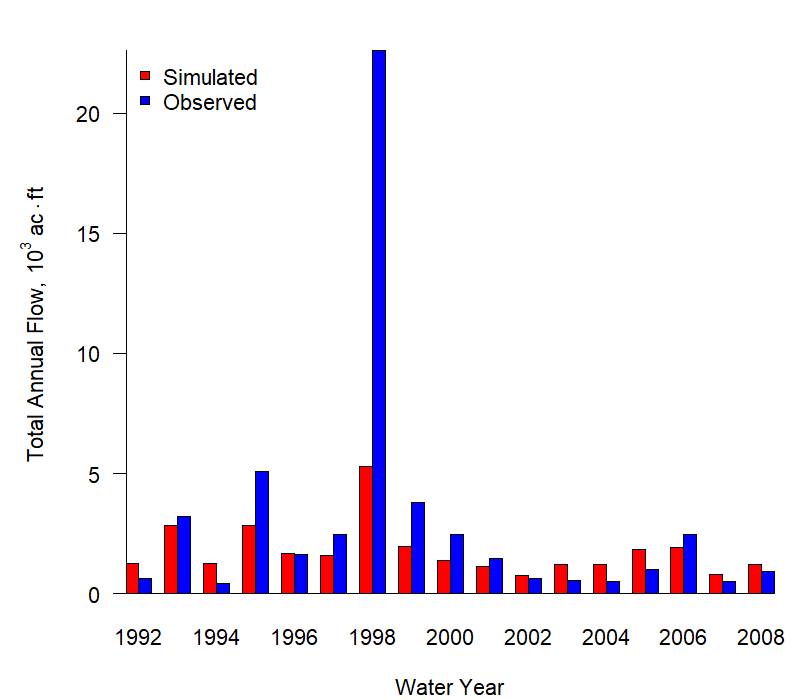 Simulated
Observed
20
15
10
5
0
Total Annual Flow, 10³ ac · ft
1992 1994 1996 1998 2000 2002 2004 2006 2008
Water Year